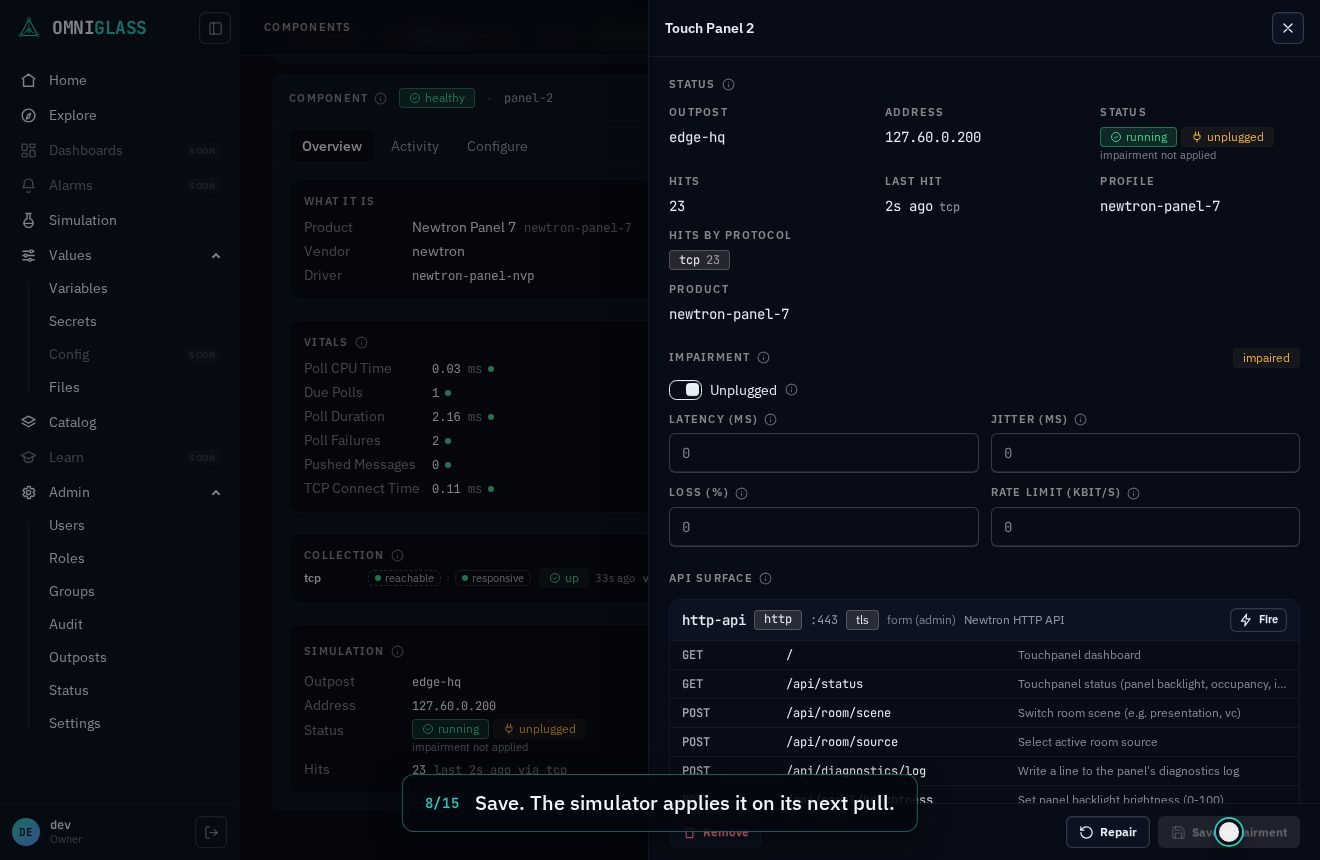 OMNIGLASS
Home
Explore
Dashboards SOON
Alarms SOON
Simulation
Values
Variables
Secrets
Config SOON
Files
Catalog
Learn SOON
Admin
Users
Roles
Groups
Audit
Outposts
Status
Settings
DE dev
Owner
COMPONENTS
COMPONENT healthy · panel-2
Overview Activity Configure
WHAT IT IS
Product Newtron Panel 7 newtron-panel-7
Vendor newtron
Driver newtron-panel-nvp
VITALS
Poll CPU Time 0.03 ms
Due Polls 1
Poll Duration 2.16 ms
Poll Failures 2
Pushed Messages 0
TCP Connect Time 0.11 ms
COLLECTION
tcp reachable responsive up 33s ago
SIMULATION
Outpost edge-hq
Address 127.60.0.200
Status running unplugged
impairment not applied
Hits 23 last 2s ago via tcp
Touch Panel 2
STATUS
OUTPOST ADDRESS STATUS
edge-hq 127.60.0.200 running unplugged
impairment not applied
HITS LAST HIT PROFILE
23 2s ago tcp newtron-panel-7
HITS BY PROTOCOL
tcp 23
PRODUCT
newtron-panel-7
IMPAIRMENT impaired
Unplugged
LATENCY (MS) JITTER (MS)
0 0
LOSS (%) RATE LIMIT (KBIT/S)
0 0
API SURFACE
http-api http :443 tls form (admin) Newtron HTTP API Fire
GET / Touchpanel dashboard
GET /api/status Touchpanel status (panel backlight, occupancy, i…
POST /api/room/scene Switch room scene (e.g. presentation, vc)
POST /api/room/source Select active room source
POST /api/diagnostics/log Write a line to the panel's diagnostics log
Set panel backlight brightness (0-100)
8/15 Save. The simulator applies it on its next pull.
Remove Repair